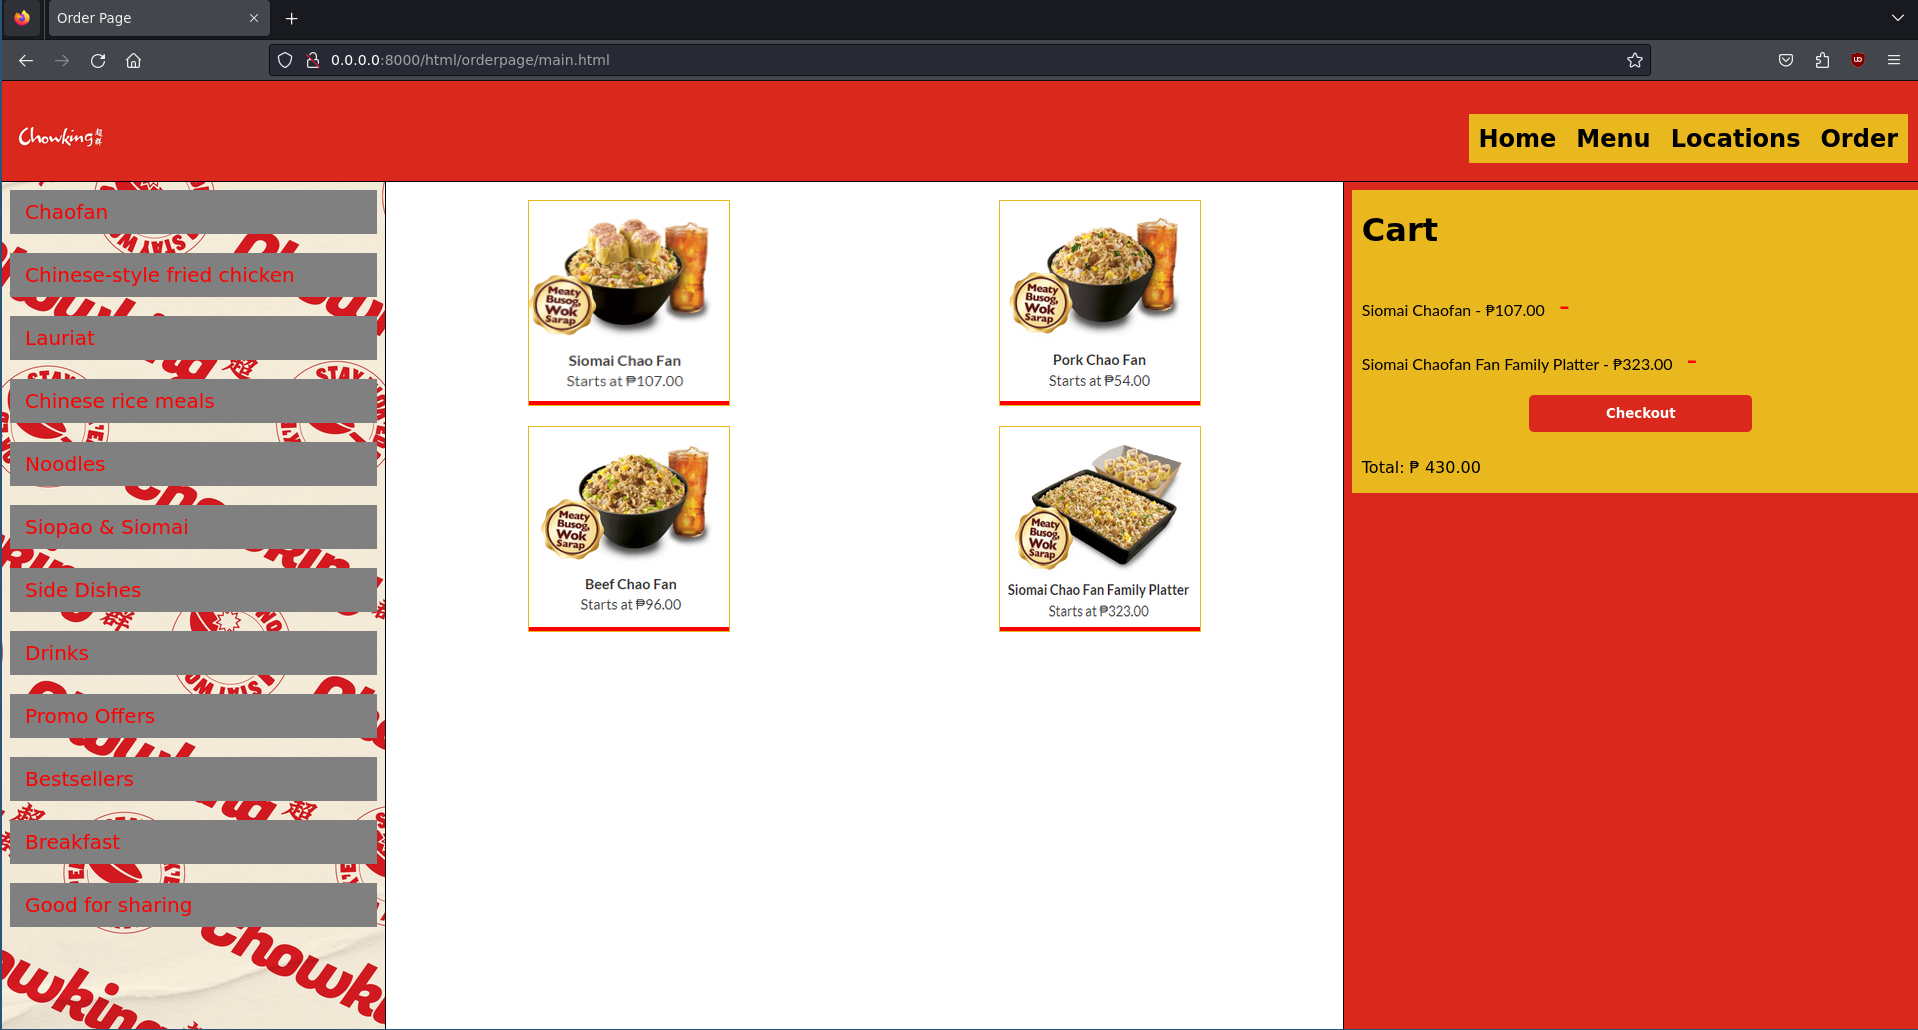 Order Page
0.0.0.0:8000/html/orderpage/main.html
Chowking 超群
Home Menu Locations Order
Chaofan
Chinese-style fried chicken
Lauriat
Chinese rice meals
Noodles
Siopao & Siomai
Side Dishes
Drinks
Promo Offers
Bestsellers
Breakfast
Good for sharing
Chowking
Meaty
Busog,
Wok
Sarap
Siomai Chao Fan
Starts at ₱107.00
Meaty
Busog,
Wok
Sarap
Pork Chao Fan
Starts at ₱54.00
Meaty
Busog,
Wok
Sarap
Beef Chao Fan
Starts at ₱96.00
Meaty
Busog,
Wok
Sarap
Siomai Chao Fan Family Platter
Starts at ₱323.00
Cart
Siomai Chaofan - ₱107.00 -
Siomai Chaofan Fan Family Platter - ₱323.00 -
Checkout
Total: ₱ 430.00